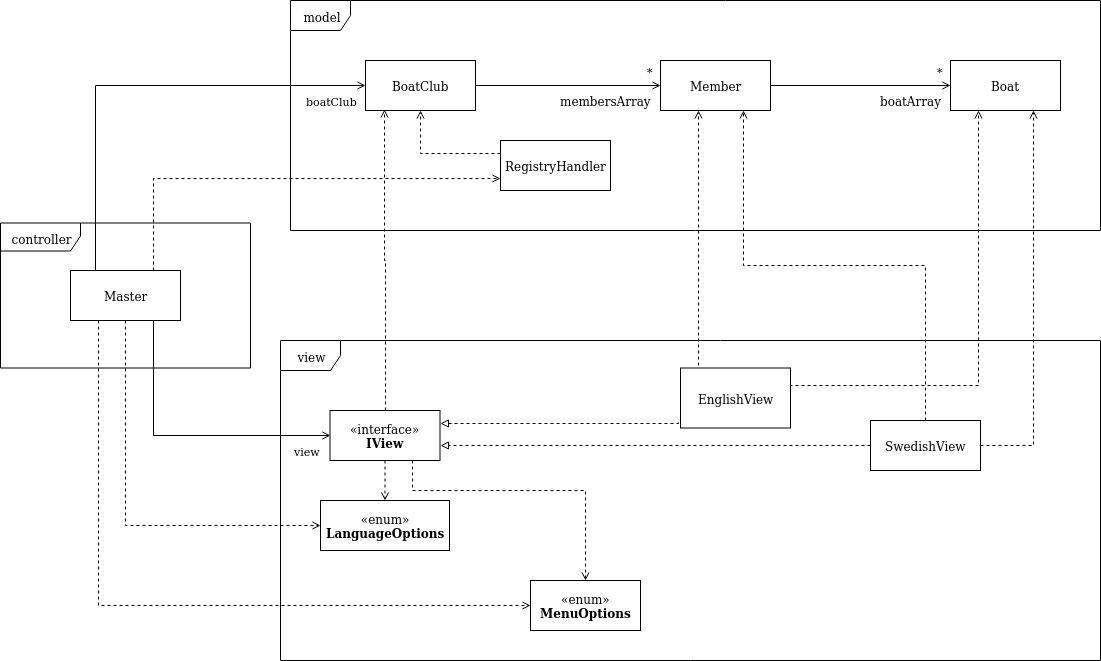 model
*
*
BoatClub
Member
Boat
boatClub
membersArray
boatArray
RegistryHandler
controller
Master
view
EnglishView
«interface»
IView
SwedishView
view
«enum»
LanguageOptions
«enum»
MenuOptions